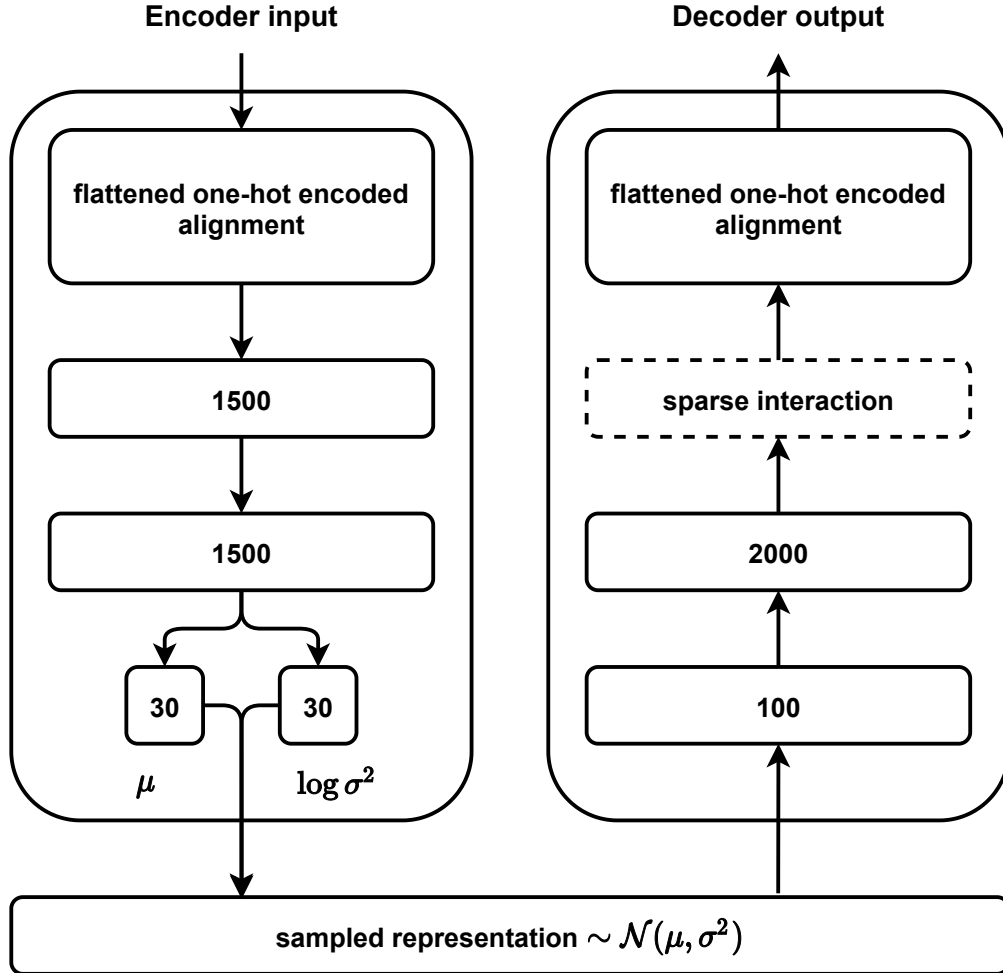 Encoder input
flattened one-hot encoded
alignment
1500
1500
30
30
μ
log σ²
Decoder output
flattened one-hot encoded
alignment
sparse interaction
2000
100
sampled representation ∼ 𝒩(μ, σ²)